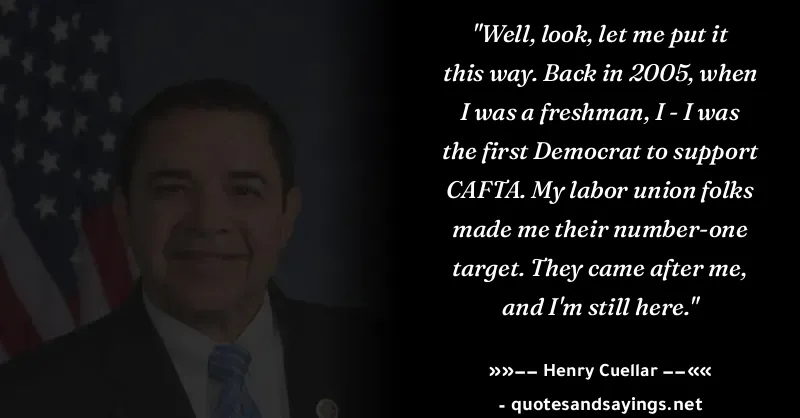 "Well, look, let me put it
this way. Back in 2005, when
I was a freshman, I - I was
the first Democrat to support
CAFTA. My labor union folks
made me their number-one
target. They came after me,
and I'm still here."
»»–– Henry Cuellar ––««
- quotesandsayings.net